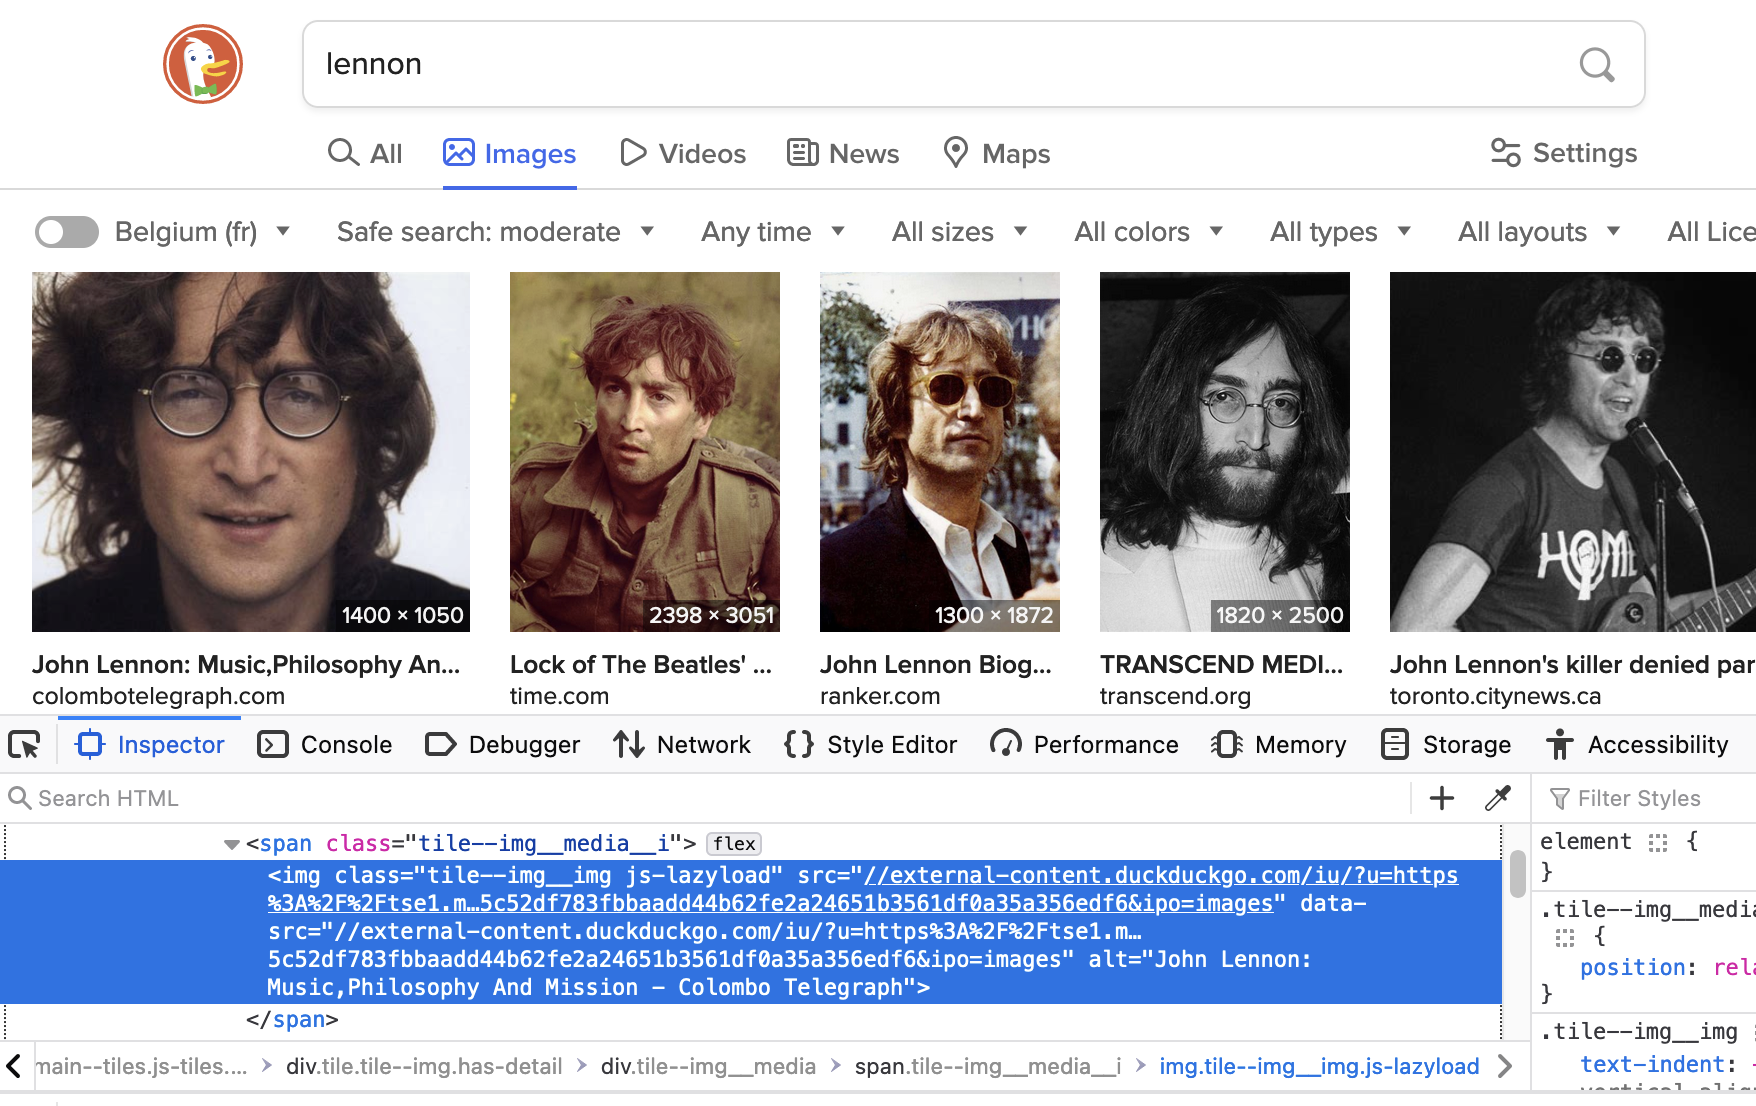 lennon
All
Images
Videos
News
Maps
Settings
Belgium (fr)
Safe search: moderate
Any time
All sizes
All colors
All types
All layouts
All Lice
1400 × 1050
2398 × 3051
1300 × 1872
1820 × 2500
HOME
John Lennon: Music,Philosophy An...
colombotelegraph.com
Lock of The Beatles' ...
time.com
John Lennon Biog...
ranker.com
TRANSCEND MEDI...
transcend.org
John Lennon's killer denied par
toronto.citynews.ca
Inspector
Console
Debugger
Network
Style Editor
Performance
Memory
Storage
Accessibility
Search HTML
Filter Styles
<span class="tile--img__media__i"> flex
<img class="tile--img__img js-lazyload" src="//external-content.duckduckgo.com/iu/?u=https
%3A%2F%2Ftse1.m…5c52df783fbbaadd44b62fe2a24651b3561df0a35a356edf6&ipo=images" data-
src="//external-content.duckduckgo.com/iu/?u=https%3A%2F%2Ftse1.m…
5c52df783fbbaadd44b62fe2a24651b3561df0a35a356edf6&ipo=images" alt="John Lennon:
Music,Philosophy And Mission - Colombo Telegraph">
</span>
element {
}
.tile--img__media
{
position: rela
}
.tile--img__img
text-indent: -
main--tiles.js-tiles.…
div.tile.tile--img.has-detail
div.tile--img__media
span.tile--img__media__i
img.tile--img__img.js-lazyload